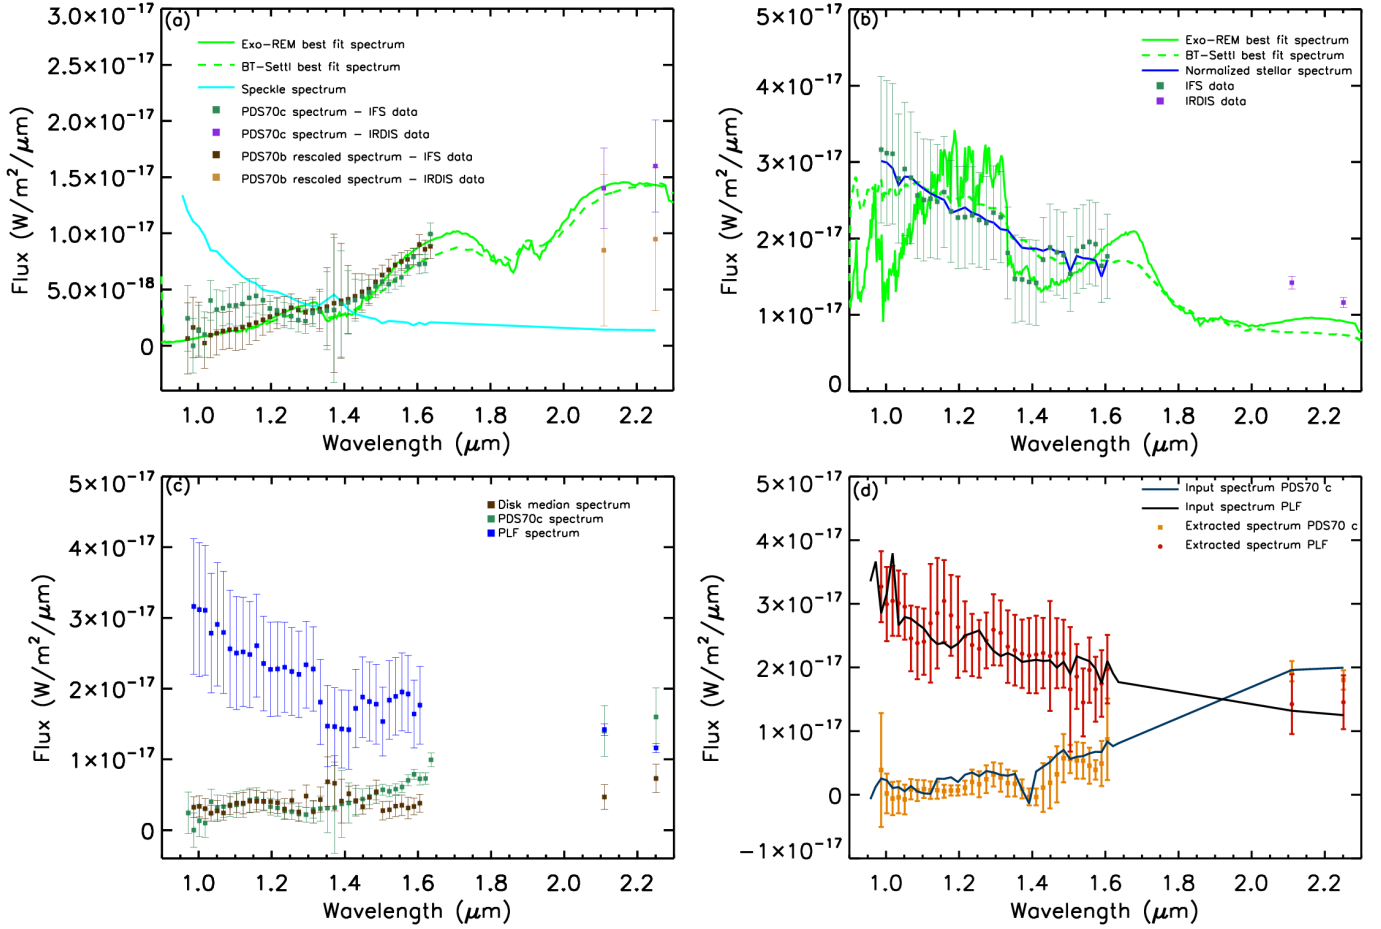 (a)
3.0×10⁻¹⁷
2.5×10⁻¹⁷
2.0×10⁻¹⁷
1.5×10⁻¹⁷
1.0×10⁻¹⁷
5.0×10⁻¹⁸
0
Flux (W/m²/μm)
Exo-REM best fit spectrum
BT-Settl best fit spectrum
Speckle spectrum
PDS70c spectrum - IFS data
PDS70c spectrum - IRDIS data
PDS70b rescaled spectrum - IFS data
PDS70b rescaled spectrum - IRDIS data
1.0 1.2 1.4 1.6 1.8 2.0 2.2
Wavelength (μm)
(b)
5×10⁻¹⁷
4×10⁻¹⁷
3×10⁻¹⁷
2×10⁻¹⁷
1×10⁻¹⁷
0
Flux (W/m²/μm)
Exo-REM best fit spectrum
BT-Settl best fit spectrum
Normalized stellar spectrum
IFS data
IRDIS data
1.0 1.2 1.4 1.6 1.8 2.0 2.2
Wavelength (μm)
(c)
5×10⁻¹⁷
4×10⁻¹⁷
3×10⁻¹⁷
2×10⁻¹⁷
1×10⁻¹⁷
0
Flux (W/m²/μm)
Disk median spectrum
PDS70c spectrum
PLF spectrum
1.0 1.2 1.4 1.6 1.8 2.0 2.2
Wavelength (μm)
(d)
5×10⁻¹⁷
4×10⁻¹⁷
3×10⁻¹⁷
2×10⁻¹⁷
1×10⁻¹⁷
0
−1×10⁻¹⁷
Flux (W/m²/μm)
Input spectrum PDS70 c
Input spectrum PLF
Extracted spectrum PDS70 c
Extracted spectrum PLF
1.0 1.2 1.4 1.6 1.8 2.0 2.2
Wavelength (μm)